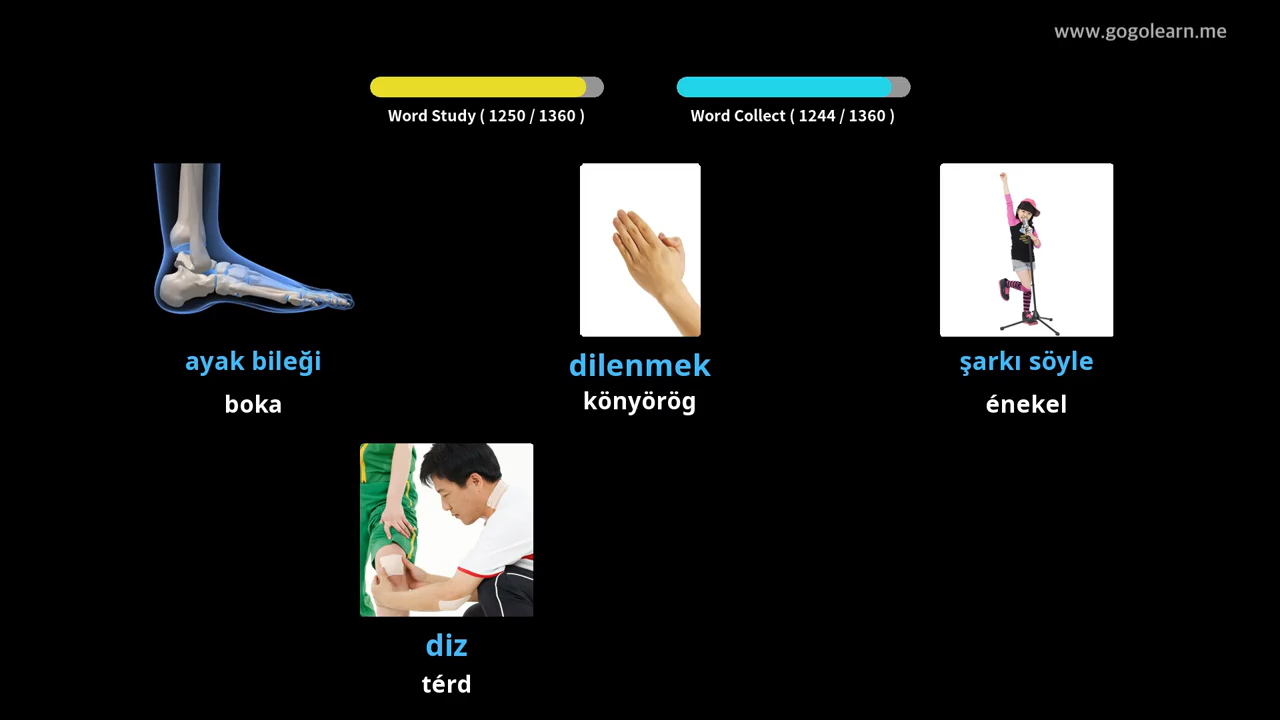 www.gogolearn.me
Word Study ( 1250 / 1360 )
Word Collect ( 1244 / 1360 )
ayak bileği
boka
dilenmek
könyörög
şarkı söyle
énekel
diz
térd